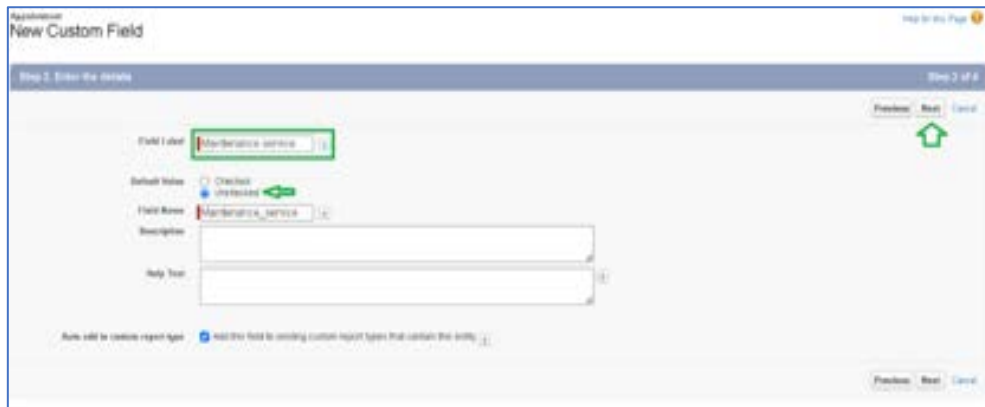 Appointment
New Custom Field
Help for this Page
Step 2. Enter the details
Step 2 of 4
Previous Next Cancel
Field Label Maintenance service i
Default Value Checked
Unchecked
Field Name Maintenance_service i
Description
Help Text i
Auto add to custom report type Add this field to existing custom report types that contain this entity i
Previous Next Cancel